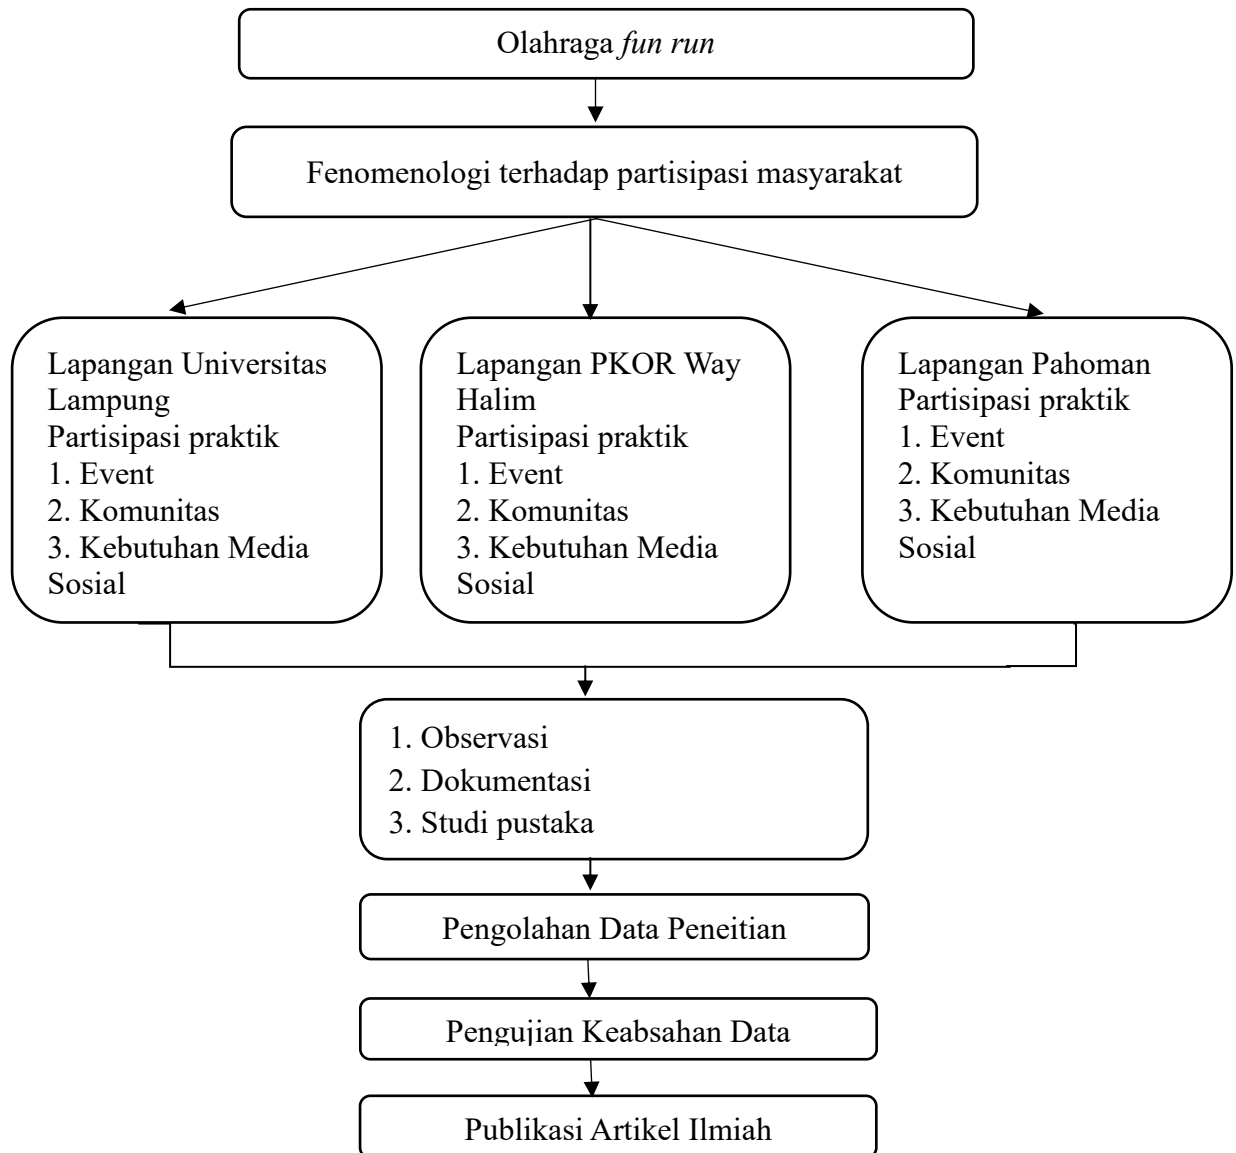 Olahraga fun run
Fenomenologi terhadap partisipasi masyarakat
Lapangan Universitas
Lampung
Partisipasi praktik
1. Event
2. Komunitas
3. Kebutuhan Media
Sosial
Lapangan PKOR Way
Halim
Partisipasi praktik
1. Event
2. Komunitas
3. Kebutuhan Media
Sosial
Lapangan Pahoman
Partisipasi praktik
1. Event
2. Komunitas
3. Kebutuhan Media
Sosial
1. Observasi
2. Dokumentasi
3. Studi pustaka
Pengolahan Data Peneitian
Pengujian Keabsahan Data
Publikasi Artikel Ilmiah